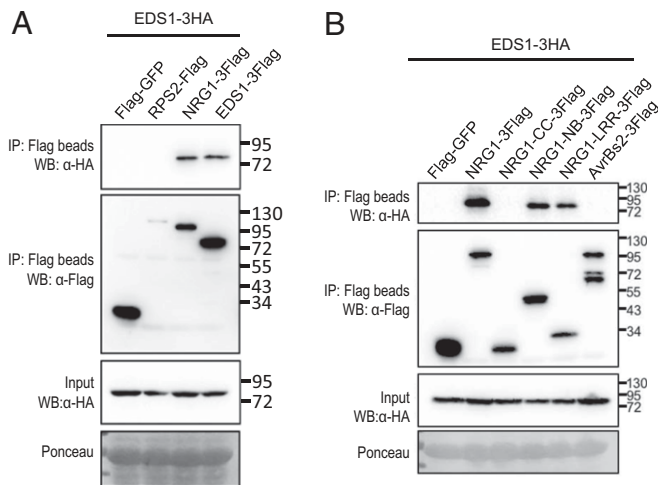 A
EDS1-3HA
Flag-GFP
RPS2-Flag
NRG1-3Flag
EDS1-3Flag
IP: Flag beads
WB: α-HA
95
72
IP: Flag beads
WB: α-Flag
130
95
72
55
43
34
Input
WB:α-HA
95
72
Ponceau
B
EDS1-3HA
Flag-GFP
NRG1-3Flag
NRG1-CC-3Flag
NRG1-NB-3Flag
NRG1-LRR-3Flag
AvrBs2-3Flag
IP: Flag beads
WB: α-HA
130
95
72
IP: Flag beads
WB: α-Flag
130
95
72
55
43
34
Input
WB:α-HA
130
95
72
Ponceau